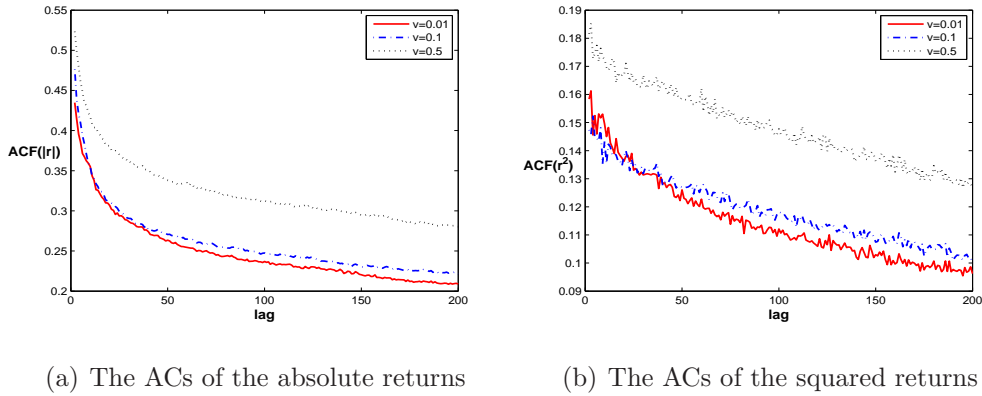 0.55
0.5
0.45
0.4
ACF(|r|)
0.35
0.3
0.25
0.2
0
50
100
150
200
lag
v=0.01
v=0.1
v=0.5
(a) The ACs of the absolute returns
0.19
0.18
0.17
0.16
0.15
0.14
ACF(r²)
0.13
0.12
0.11
0.1
0.09
0
50
100
150
200
lag
v=0.01
v=0.1
v=0.5
(b) The ACs of the squared returns